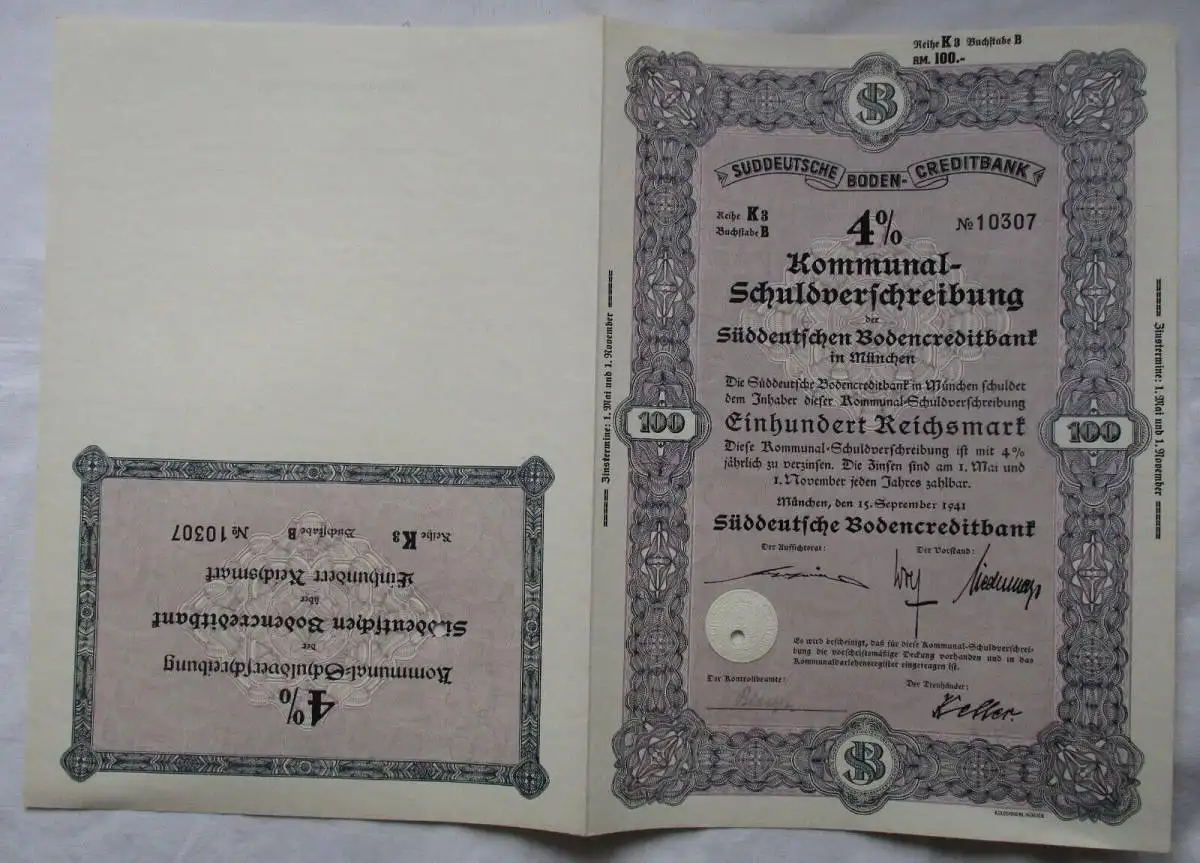 Reihe K 3 Buchstabe B
RM. 100.-
SB
SÜDDEUTSCHE BODEN-CREDITBANK
Reihe K 3
Buchstabe B
4%
№ 10307
Kommunal-
Schuldverschreibung
der
Süddeutschen Bodencreditbank
in München
Die Süddeutsche Bodencreditbank in München schuldet
dem Inhaber dieser Kommunal-Schuldverschreibung
Einhundert Reichsmark
Diese Kommunal-Schuldverschreibung ist mit 4%
jährlich zu verzinsen. Die Zinsen sind am 1. Mai und
1. November jeden Jahres zahlbar.
München, den 15. September 1941
Süddeutsche Bodencreditbank
Der Aufsichtsrat:
Der Vorstand:
Es wird bescheinigt, daß für diese Kommunal-Schuldverschrei-
bung die vorschriftsmäßige Deckung vorhanden und in das
Kommunaldarlehensregister eingetragen ist.
Der Kontrollbeamte:
Der Treuhänder:
Keller
100
100
SB
Zinstermine: 1. Mai und 1. November
Zinstermine: 1. Mai und 1. November
4%
Kommunal-Schuldverschreibung
der
Süddeutschen Bodencreditbank
über
Einhundert Reichsmark
Reihe K 3
Buchstabe B
№ 10307